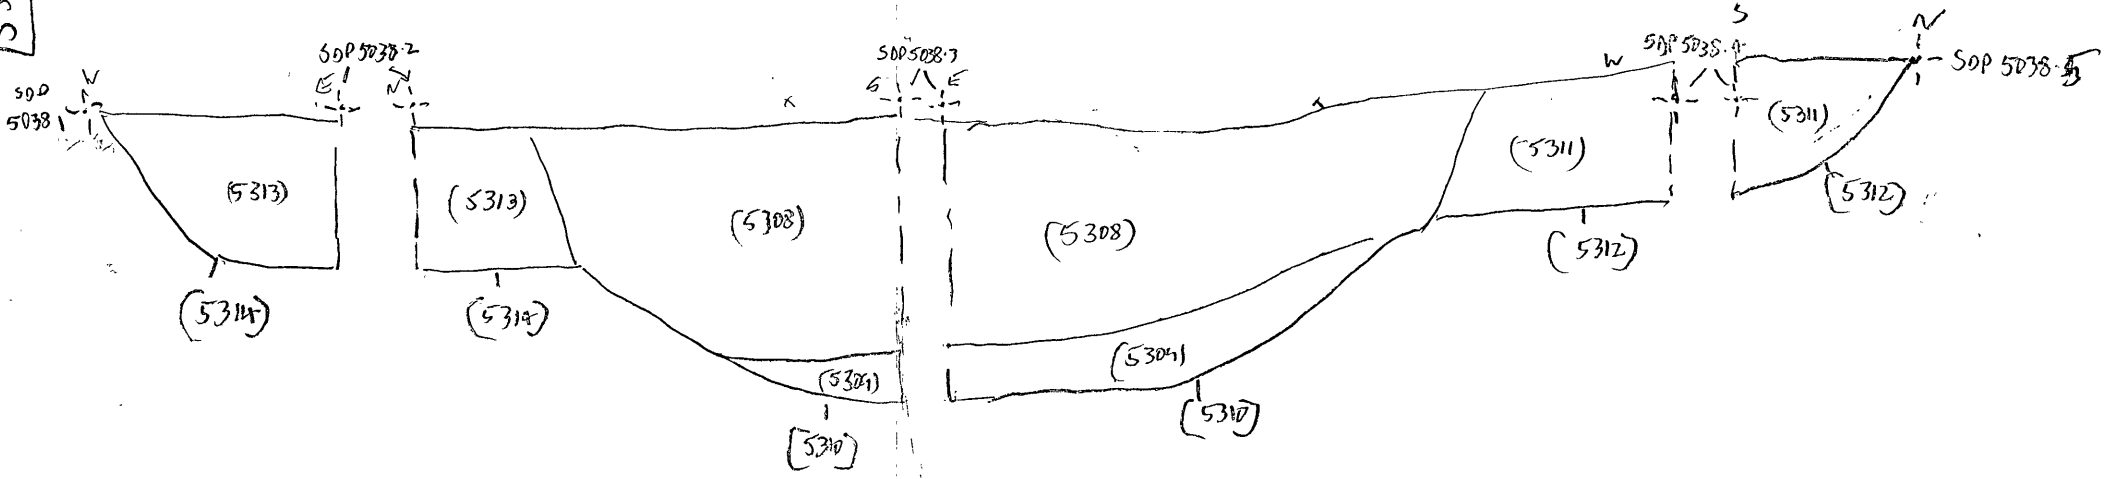 SDP
5038.1
W
E
SDP 5038.2
N
S
SDP 5038.3
E
W
SDP 5038.
S
N
SDP 5038.5
(5313)
(5313)
(5308)
(5308)
(5311)
(5311)
[5314]
[5314]
(5309)
(5309)
[5310]
[5310]
[5312]
[5312]